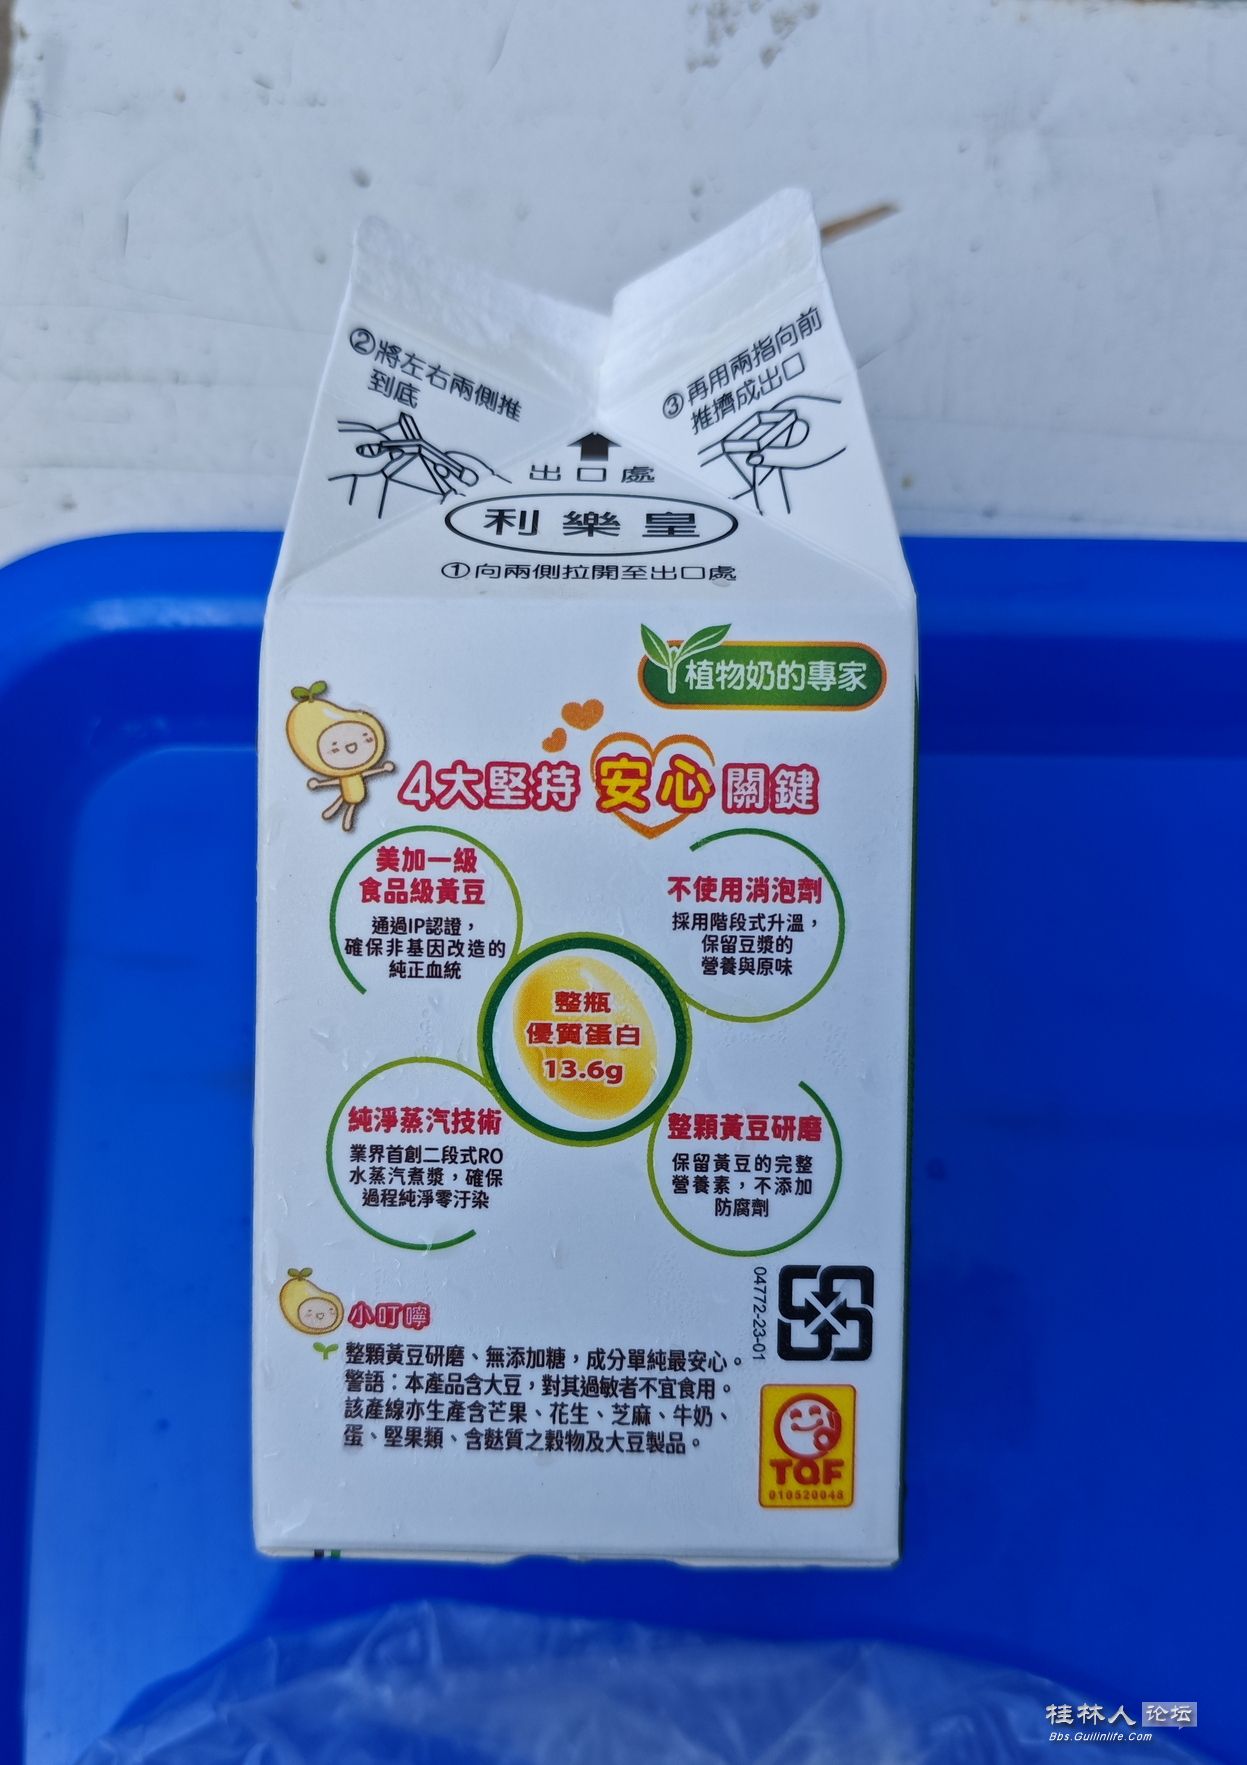 ②將左右兩側推
到底
③再用兩指向前
推擠成出口
出口處
利樂皇
①向兩側拉開至出口處
植物奶的專家
4大堅持安心關鍵
美加一級
食品級黃豆
通過IP認證，
確保非基因改造的
純正血統
不使用消泡劑
採用階段式升溫，
保留豆漿的
營養與原味
整瓶
優質蛋白
13.6g
純淨蒸汽技術
業界首創二段式RO
水蒸汽煮漿，確保
過程純淨零汙染
整顆黃豆研磨
保留黃豆的完整
營養素，不添加
防腐劑
04772-23-01
小叮嚀
整顆黃豆研磨、無添加糖，成分單純最安心。
警語：本產品含大豆，對其過敏者不宜食用。
該產線亦生產含芒果、花生、芝麻、牛奶、
蛋、堅果類、含麩質之穀物及大豆製品。
TQF
010520048
桂林人论坛
Bbs.Guilinlife.Com